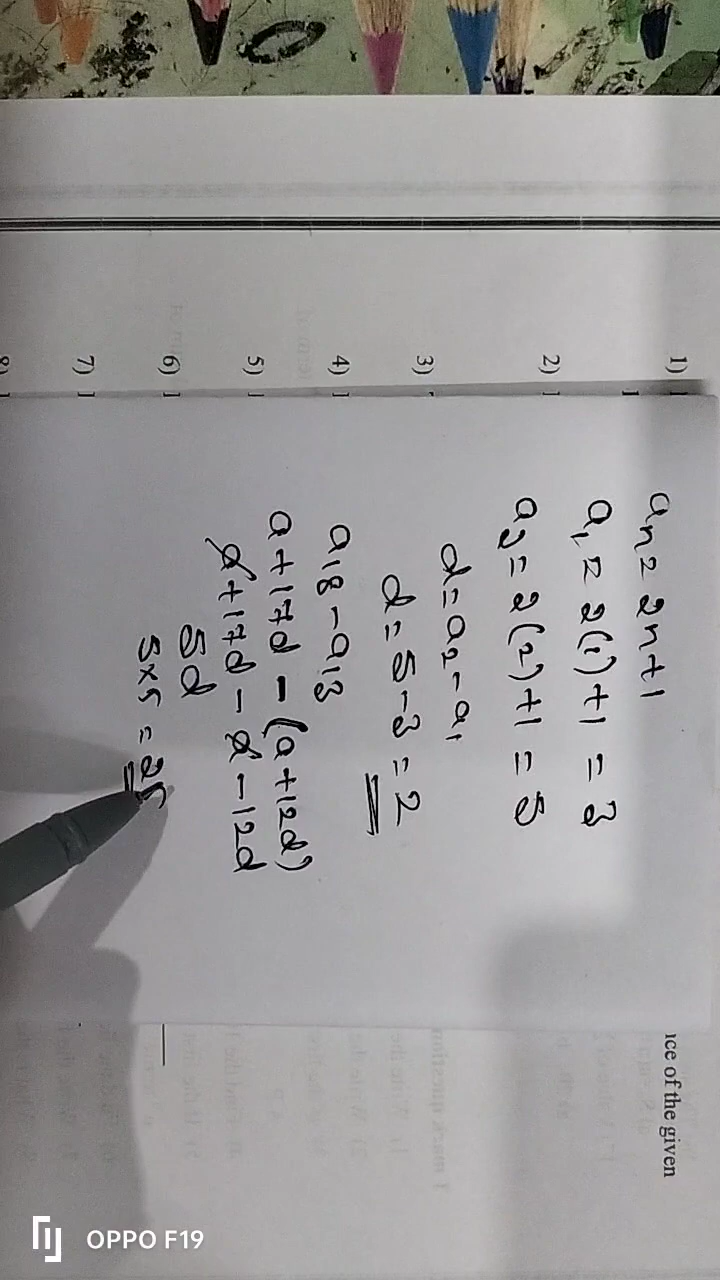 1)
2)
3)
4)
5)
6)
7)
ice of the given
an = 2n+1
a1 = 2(1)+1 = 3
a2 = 2(2)+1 = 5
d = a2 - a1
d = 5-3 = 2
a18 - a13
a+17d - (a+12d)
a+17d - a - 12d
5d
5×5 = 25
OPPO F19